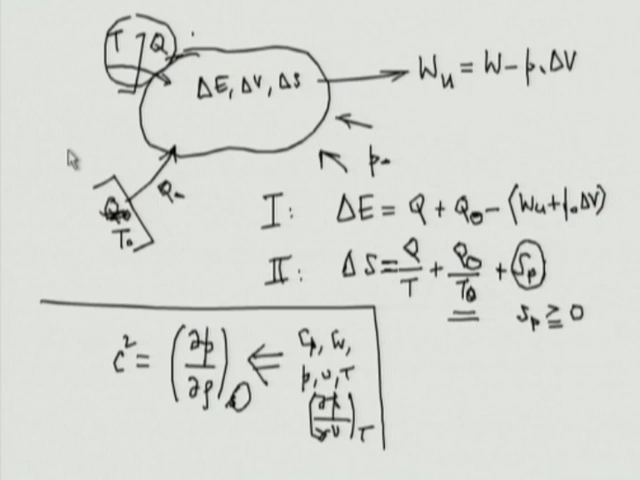 T Q
ΔE, ΔV, ΔS
W_u = W - p₀ΔV
p₀
Q₀
T₀
I: ΔE = Q + Q₀ - (W_u + p₀ΔV)
II: ΔS = Q/T + Q₀/T₀ + S_p
S_p ≥ 0
c² = (∂p/∂ρ) ⇐ C_p, C_v,
p, v, T
(∂p/∂v)_T